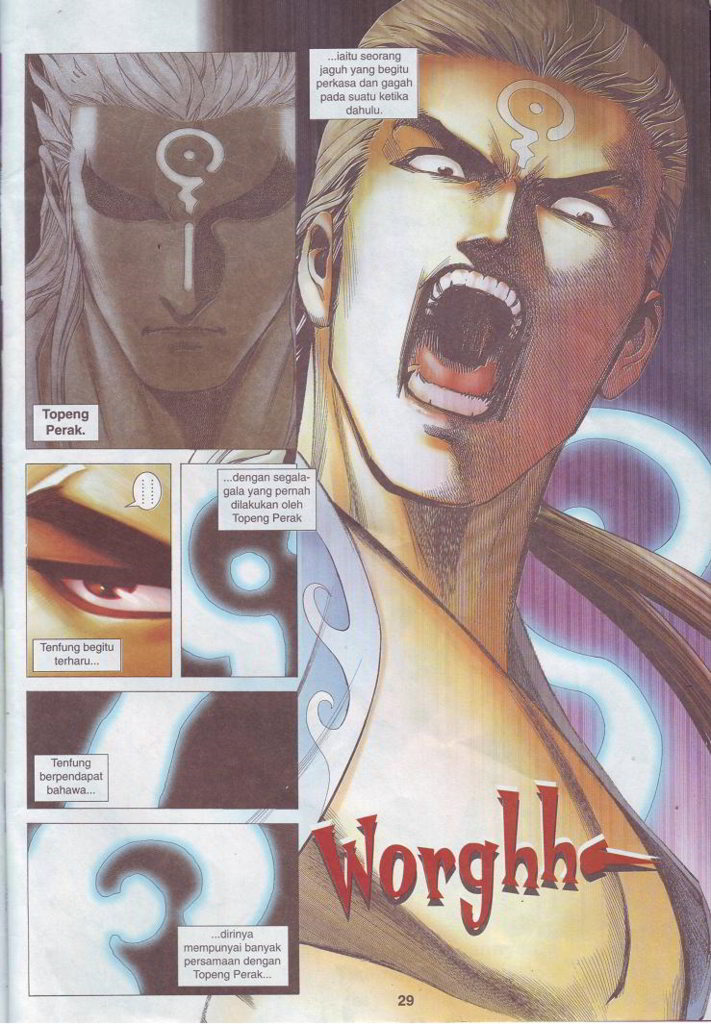 ...iaitu seorang
jaguh yang begitu
perkasa dan gagah
pada suatu ketika
dahulu.
Topeng
Perak.
...dengan segala-
gala yang pernah
dilakukan oleh
Topeng Perak
Tenfung begitu
terharu...
Tenfung
berpendapat
bahawa...
...dirinya
mempunyai banyak
persamaan dengan
Topeng Perak...
Worghh
29